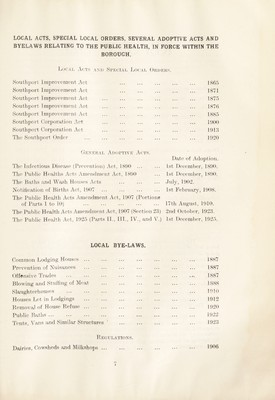 LOCAL ACTS, SPECIAL LOCAL ORDERS, SEVERAL ADOPTIVE ACTS AND
BYELAWS RELATING TO THE PUBLIC HEALTH, IN FORCE WITHIN THE
BOROUGH.
Local Acts and Special Local Orders.
Southport Improvement Act ... ... ... ... 1865
Southport Improvement Act ... ... ... ... 1871
Southport Improvement Act ... ... ... ... 1875
Southport Improvement Act ... ... ... ... 1876
Southport Improvement Act ... ... ... ... 1885
Southport Corporation Act ... ... ... ... 1900
Southport Corporation Act ... ... ... ... 1913
The Southport Order ... ... ... ... ... 1920
General Adoptive Acts.
Date of Adoption.
The Infectious Disease (Prevention) Act, 1890 ... ... 1st December, 1890.
The Public Healths Acts Amendment Act, 1890 1st December, 1890.
The Baths and Wash Houses Acts ... ... ... July, 1902.
Notification of Births Act, 1907 ... ... ... ... 1st February, 1908.
The Public Health Acts Amendment Act, 1907 (Portions
of Parts 1 to 10) ... ... ... ... ... 17th August, 1910.
The Public Health Acts Amendment Act, 1907 (Section 23) 2nd October, 1923.
The Public Health Act, 1925 (Parts II., III., IV., and V.) 1st December, 1925.
LOCAL BYE-LAWS.
Common Lodging Houses ... ... ... ... ... 1887
Prevention of Nuisances ... ... ... ... ... 1887
Offensive Trades ... ... ... ... ... 1887
Blowing and Stuffing of Meat ... ... ... ... 1888
Slaughterhouses ... ... ... ... ... 1910
Houses Let in Lodgings ... ... ... ... ... 1912
Removal of House Refuse ... ... ... ... ... 1920
Public Baths ... ... ... ... ... ... 1922
Tents, Vans and Similar Structures ... ... ... 1923
Regulations.
Dairies, Cowsheds and Milkshops ... ... ... ... 1906
7